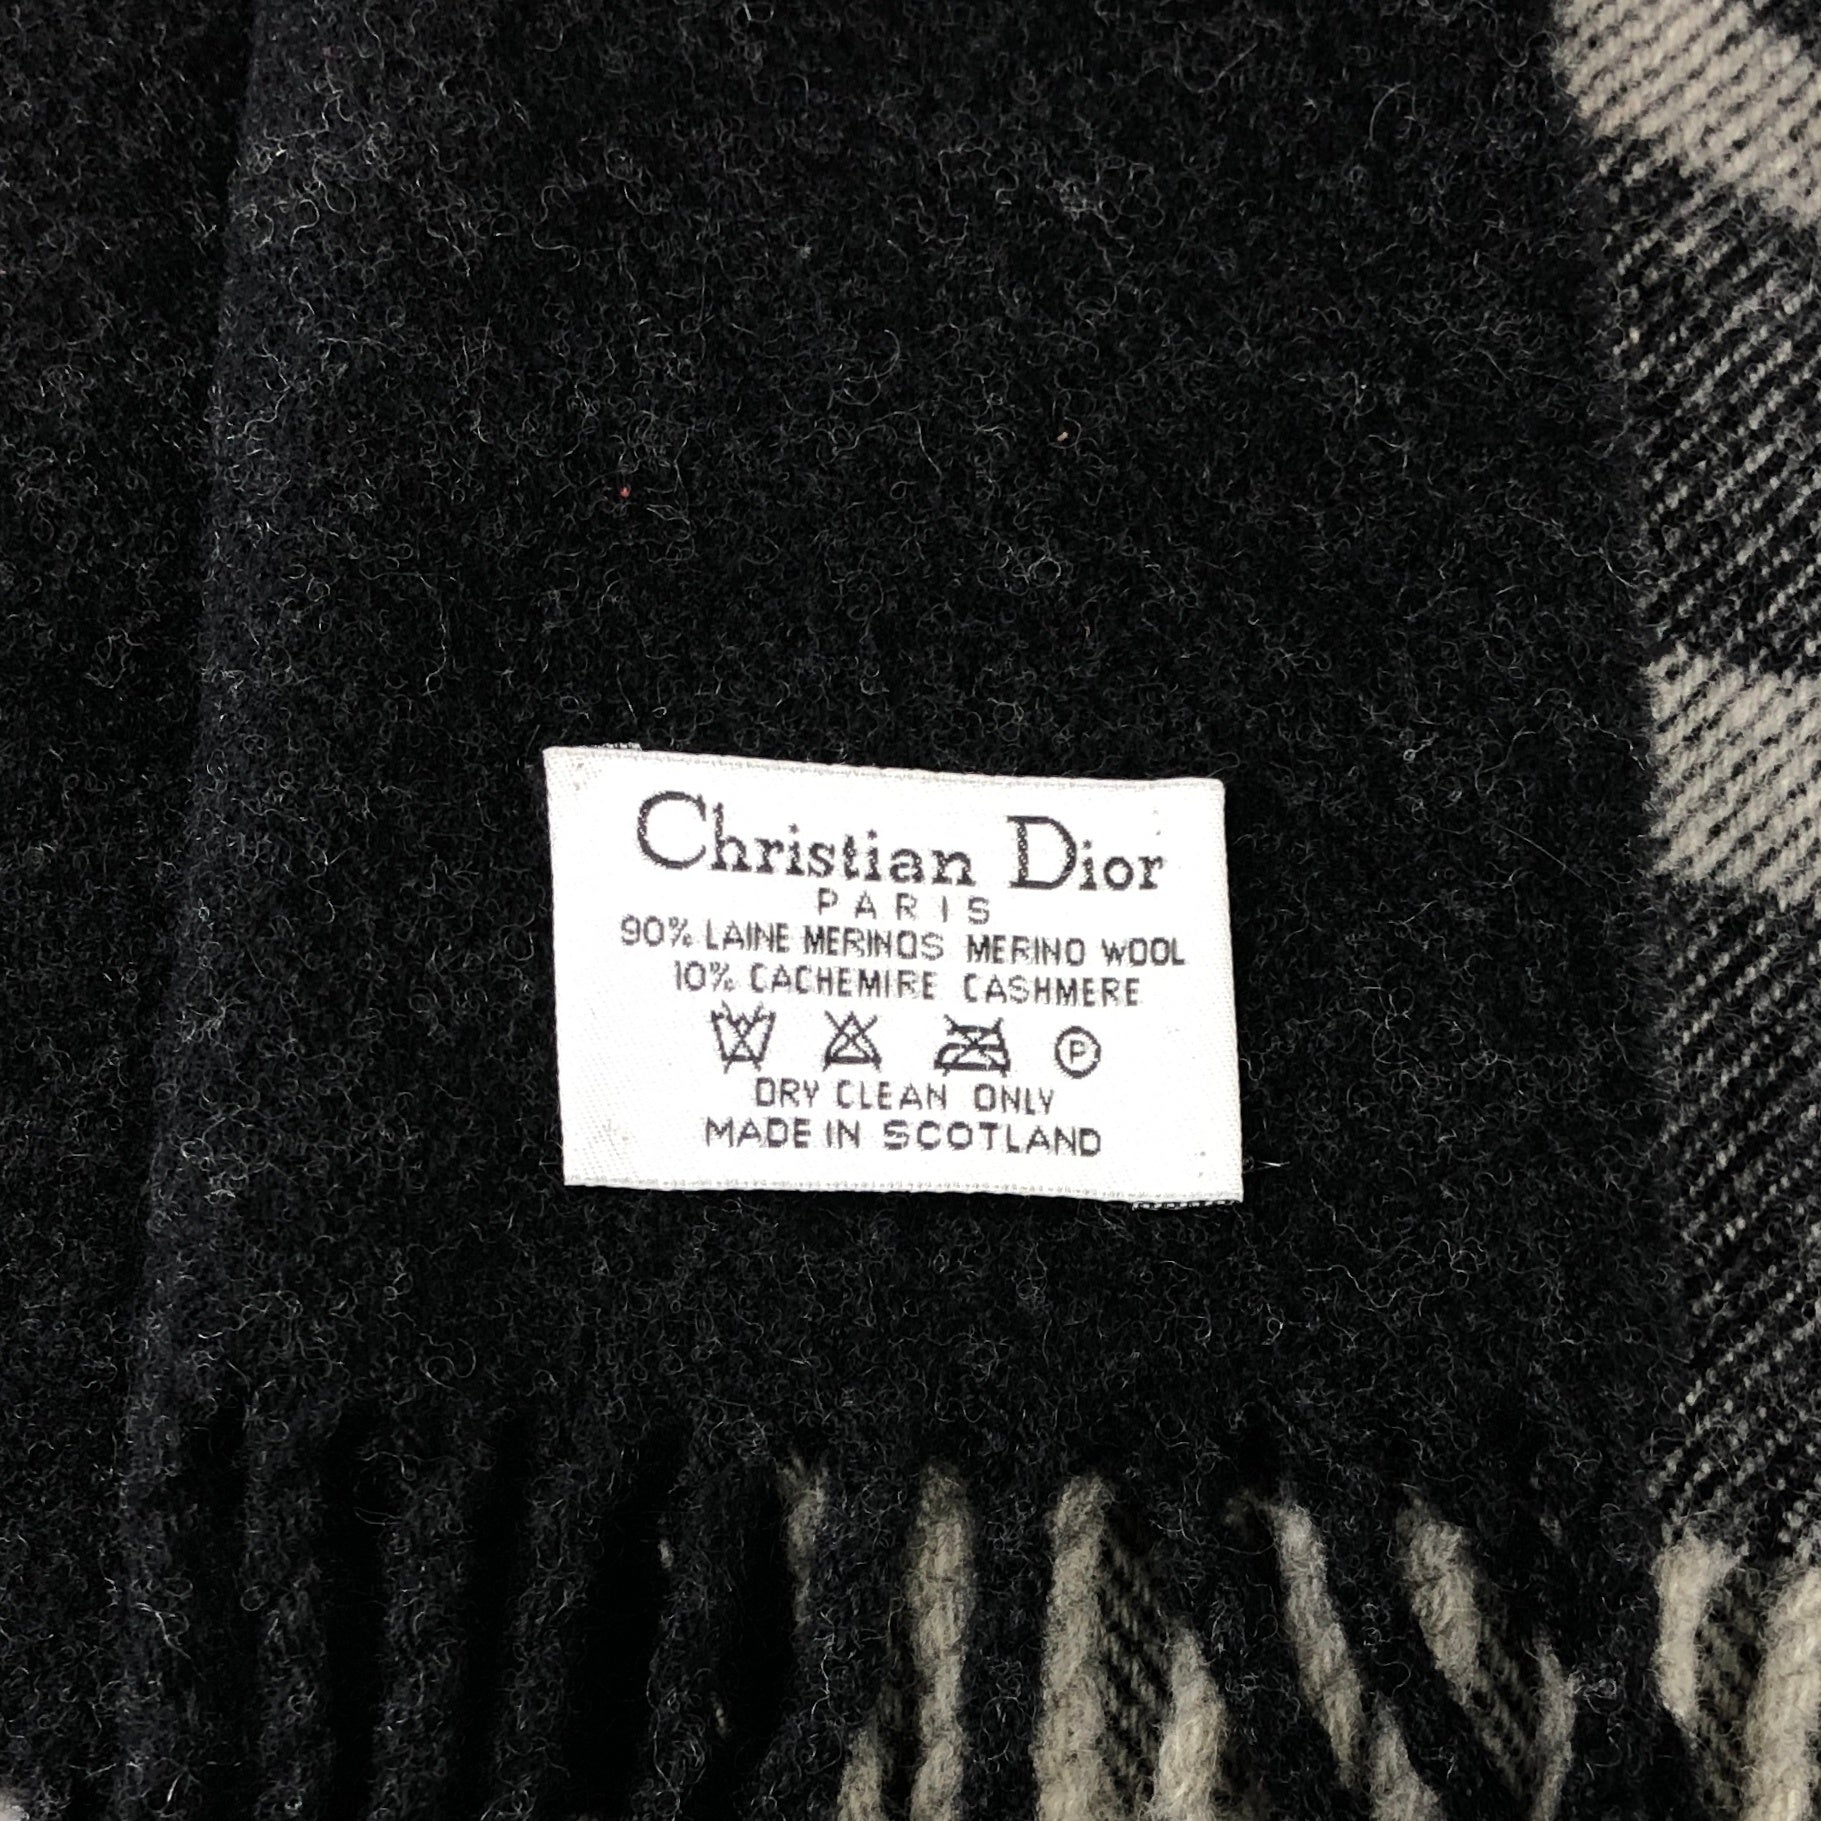 Christian Dior
PARIS
90% LAINE MERINOS MERINO WOOL
10% CACHEMIRE CASHMERE
P
DRY CLEAN ONLY
MADE IN SCOTLAND